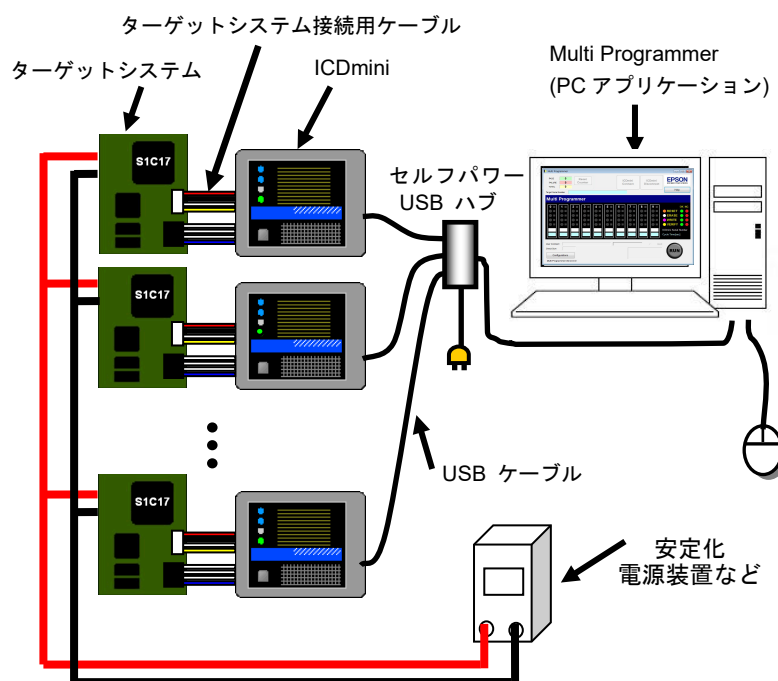 ターゲットシステム接続用ケーブル
ターゲットシステム
ICDmini
Multi Programmer
(PC アプリケーション)
S1C17
セルフパワー
USB ハブ
EPSON
Multi Programmer
RUN
S1C17
USB ケーブル
S1C17
安定化
電源装置など